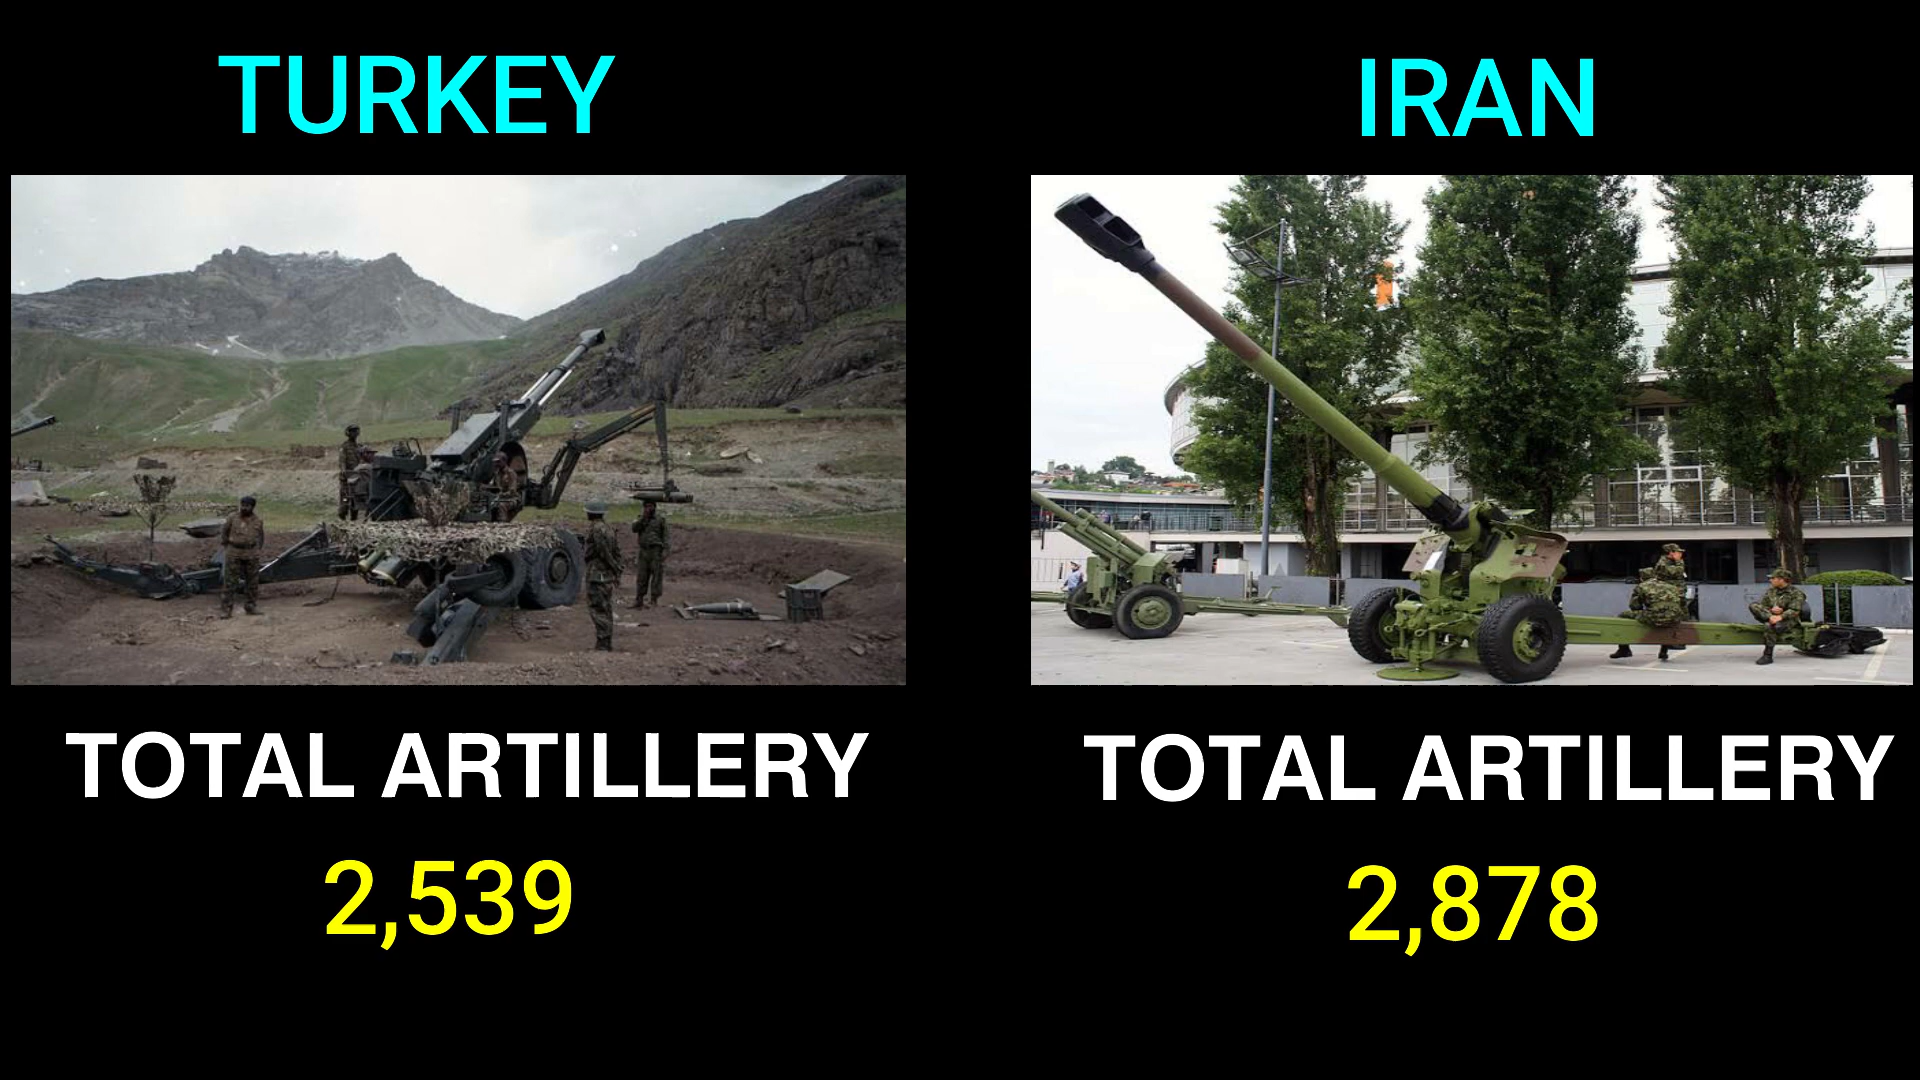 TURKEY
IRAN
TOTAL ARTILLERY
TOTAL ARTILLERY
2,539
2,878